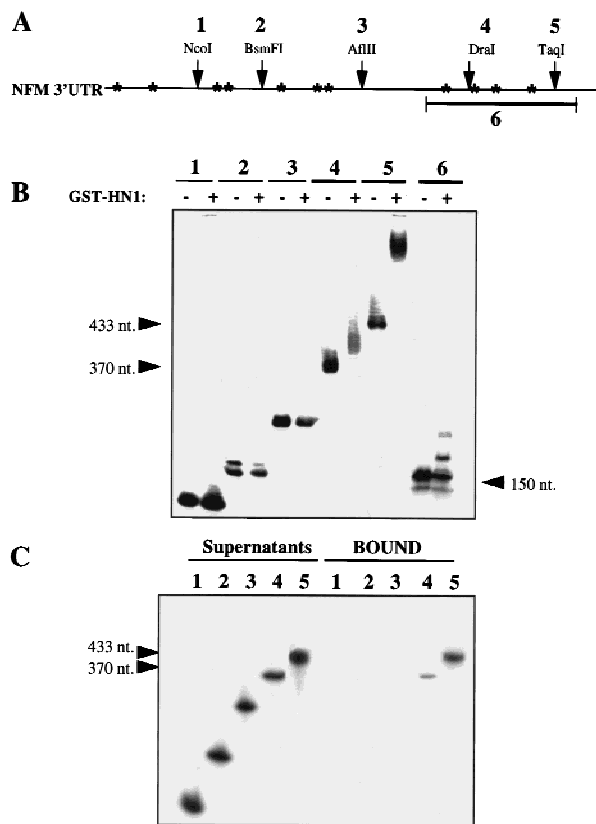 A
1 2 3 4 5
NcoI BsmFI AflII DraI TaqI
NFM 3'UTR * * * * * * * * * * * *
6
B
1 2 3 4 5 6
GST-HN1: - + - + - + - + - + - +
433 nt.
370 nt.
150 nt.
C
Supernatants BOUND
1 2 3 4 5 1 2 3 4 5
433 nt.
370 nt.